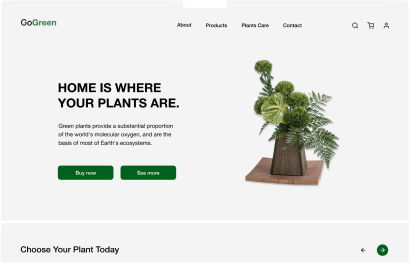 GoGreen
About Products Plants Care Contact
HOME IS WHERE
YOUR PLANTS ARE.
Green plants provide a substantial proportion
of the world's molecular oxygen, and are the
basis of most of Earth's ecosystems.
Buy now See more
Choose Your Plant Today